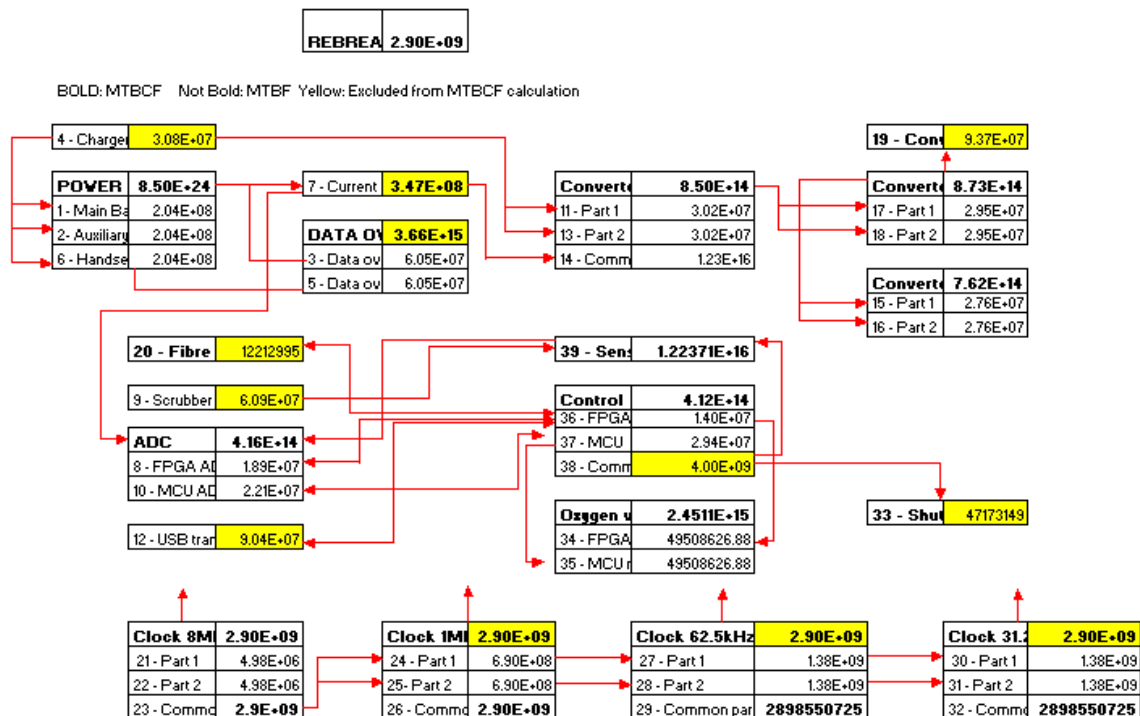 REBREA 2.90E+09
BOLD: MTBCF Not Bold: MTBF Yellow: Excluded from MTBCF calculation
4 - Charger 3.08E+07
19 - Con 9.37E+07
POWER 8.50E+24
1 - Main Ba 2.04E+08
2- Auxiliary 2.04E+08
6 - Handse 2.04E+08
7 - Current 3.47E+08
DATA OV 3.66E+15
3 - Data ov 6.05E+07
5 - Data ov 6.05E+07
Converte 8.50E+14
11 - Part 1 3.02E+07
13 - Part 2 3.02E+07
14 - Comm 1.23E+16
Converte 8.73E+14
17 - Part 1 2.95E+07
18 - Part 2 2.95E+07
Converte 7.62E+14
15 - Part 1 2.76E+07
16 - Part 2 2.76E+07
20 - Fibre 12212995
39 - Sens 1.22371E+16
9 - Scrubber 6.09E+07
Control 4.12E+14
36 - FPGA 1.40E+07
37 - MCU 2.94E+07
38 - Comm 4.00E+09
ADC 4.16E+14
8 - FPGA AD 1.89E+07
10 - MCU AD 2.21E+07
12 - USB tran 9.04E+07
Oxygen v 2.4511E+15
34 - FPGA 49508626.88
35 - MCU r 49508626.88
33 - Shut 47173149
Clock 8MH 2.90E+09
21 - Part 1 4.98E+06
22 - Part 2 4.98E+06
23 - Commo 2.9E+09
Clock 1MH 2.90E+09
24 - Part 1 6.90E+08
25- Part 2 6.90E+08
26 - Commo 2.90E+09
Clock 62.5kHz 2.90E+09
27 - Part 1 1.38E+09
28 - Part 2 1.38E+09
29 - Common par 2898550725
Clock 31.2 2.90E+09
30 - Part 1 1.38E+09
31 - Part 2 1.38E+09
32 - Commo 2898550725